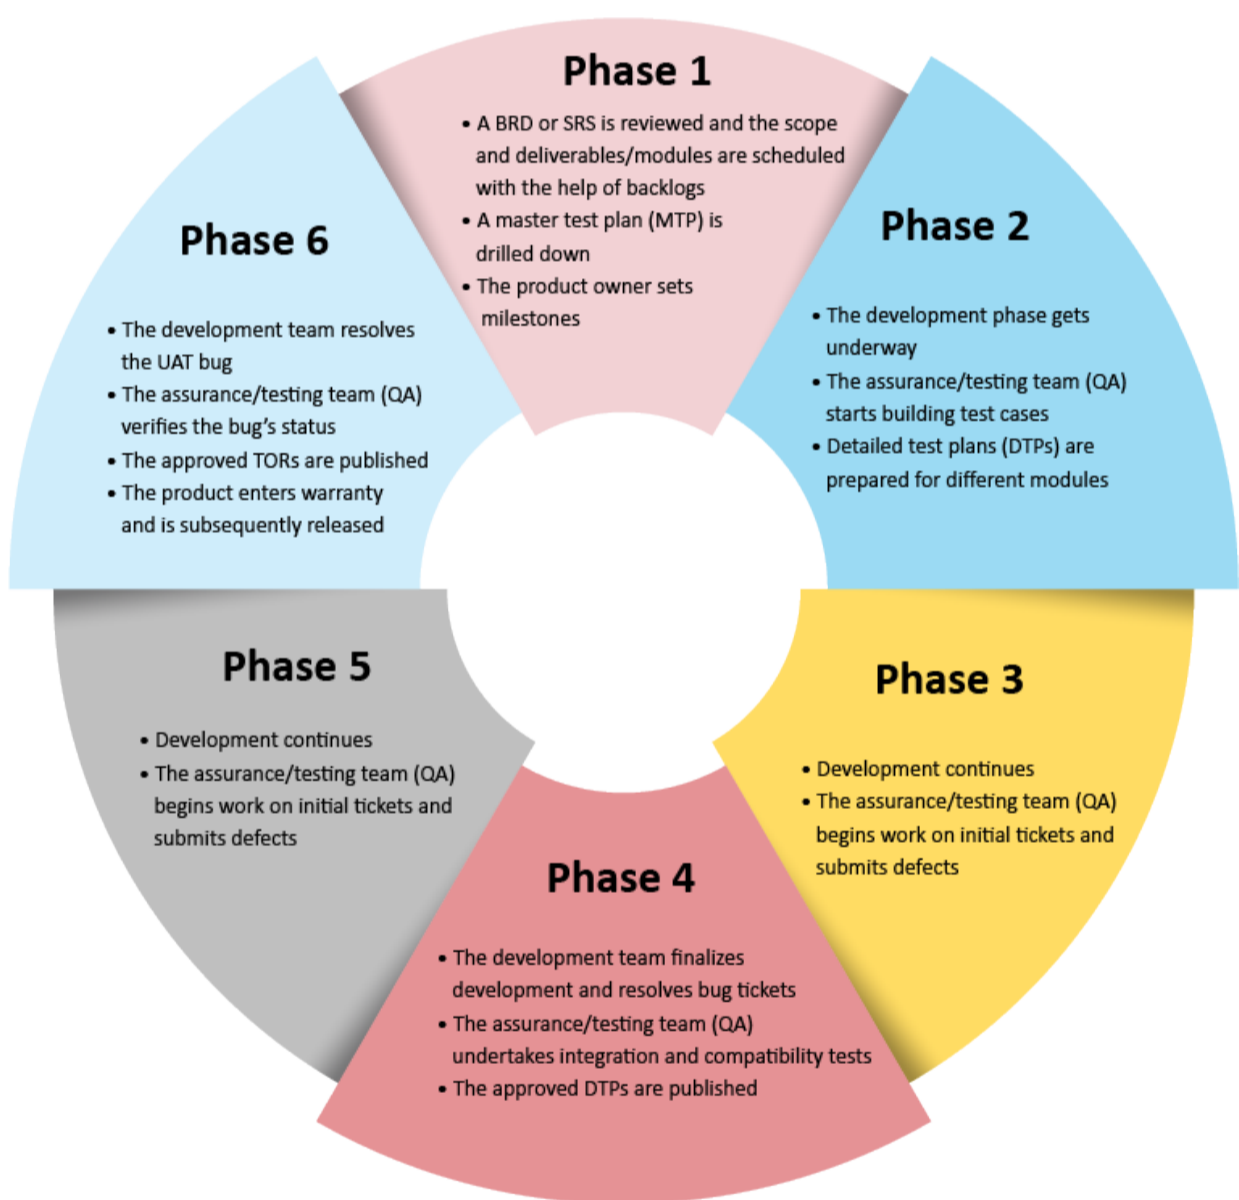 Phase 1
• A BRD or SRS is reviewed and the scope
and deliverables/modules are scheduled
with the help of backlogs
• A master test plan (MTP) is
drilled down
• The product owner sets
milestones
Phase 2
• The development phase gets
underway
• The assurance/testing team (QA)
starts building test cases
• Detailed test plans (DTPs) are
prepared for different modules
Phase 3
• Development continues
• The assurance/testing team (QA)
begins work on initial tickets and
submits defects
Phase 4
• The development team finalizes
development and resolves bug tickets
• The assurance/testing team (QA)
undertakes integration and compatibility tests
• The approved DTPs are published
Phase 5
• Development continues
• The assurance/testing team (QA)
begins work on initial tickets and
submits defects
Phase 6
• The development team resolves
the UAT bug
• The assurance/testing team (QA)
verifies the bug’s status
• The approved TORs are published
• The product enters warranty
and is subsequently released